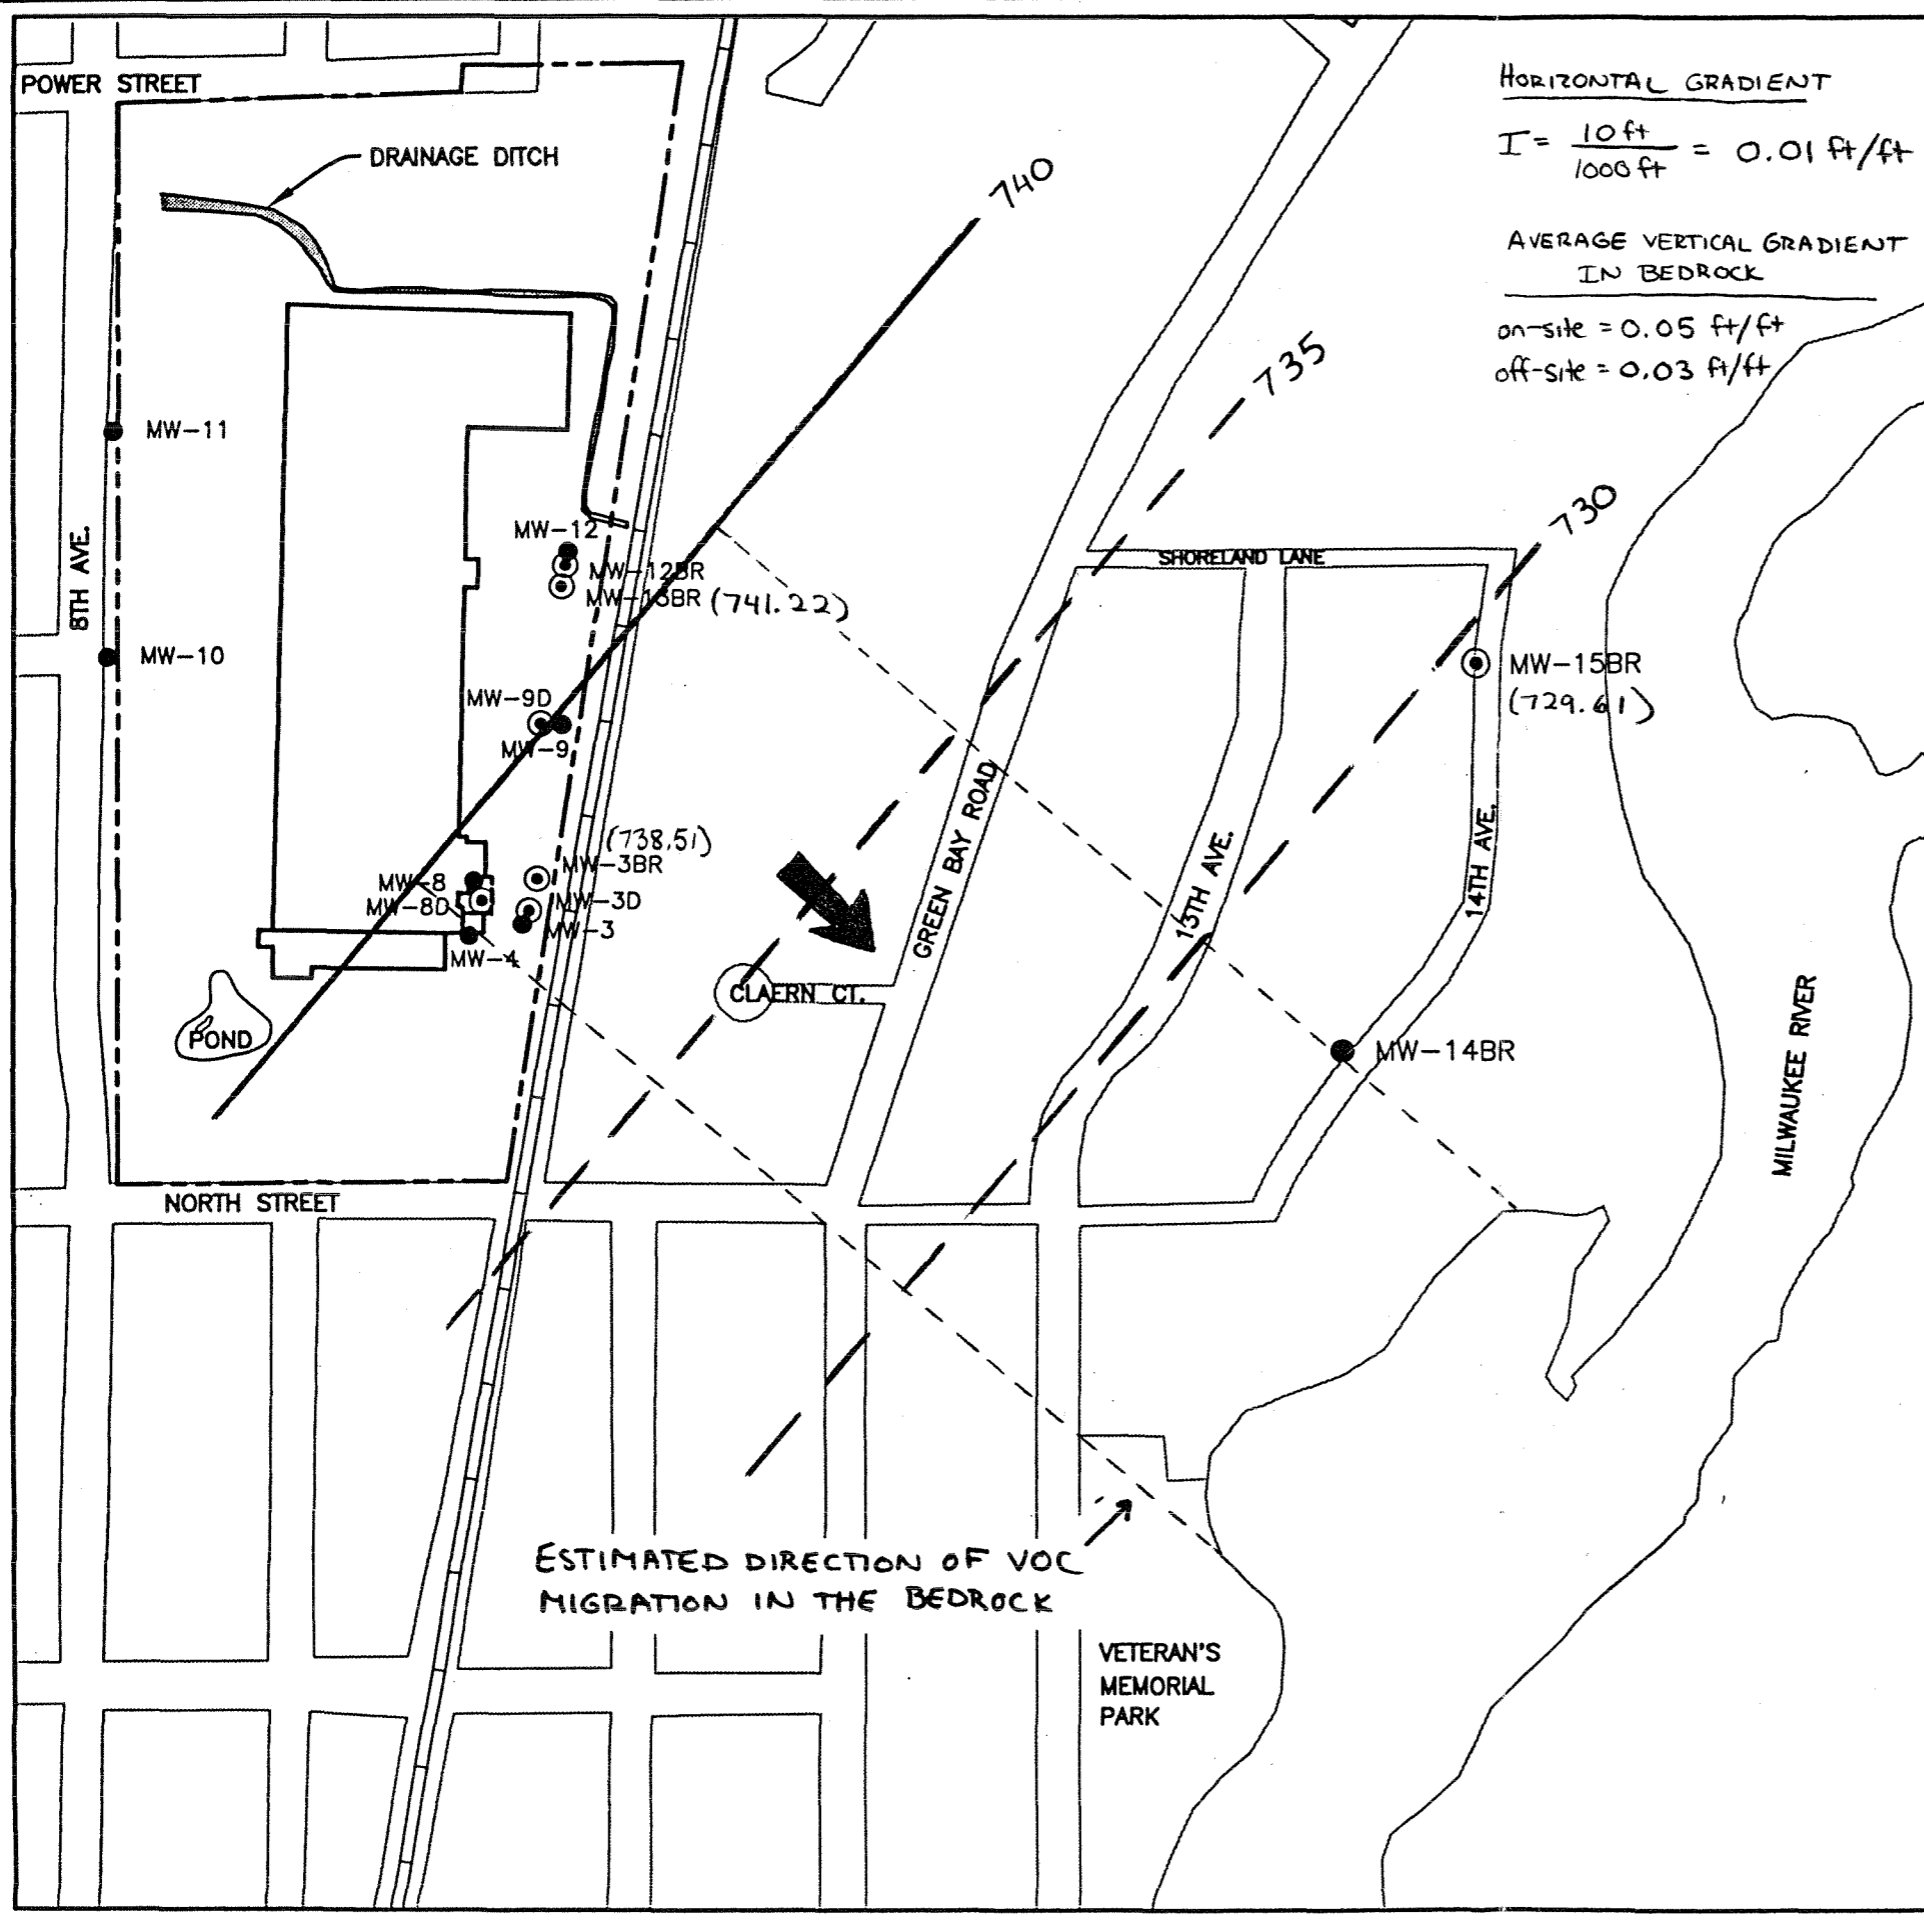 POWER STREET
DRAINAGE DITCH
HORIZONTAL GRADIENT
I = 10 ft / 1000 ft = 0.01 ft/ft
AVERAGE VERTICAL GRADIENT
IN BEDROCK
on-site = 0.05 ft/ft
off-site = 0.03 ft/ft
740
735
730
MW-11
8TH AVE.
MW-10
MW-12
MW-12BR
MW-13BR (741.22)
SHORELAND LANE
MW-9D
MW-9
MW-15BR
(729.61)
(738.51)
MW-3BR
MW-8
MW-8D
MW-3D
MW-3
MW-4
GREEN BAY ROAD
13TH AVE.
14TH AVE.
CLAERN CT.
POND
MW-14BR
MILWAUKEE RIVER
NORTH STREET
ESTIMATED DIRECTION OF VOC
MIGRATION IN THE BEDROCK
VETERAN'S
MEMORIAL
PARK